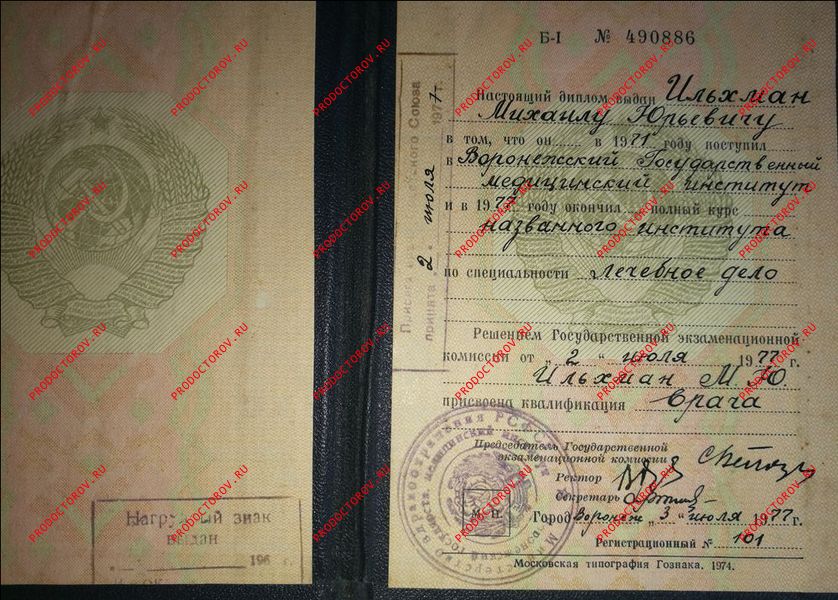 Б-I № 490886
Настоящий диплом выдан Ильхман
Михаилу Юрьевичу
в том, что он в 1971 году поступил
в Воронежский Государственный
медицинский институт
и в 1977 году окончил полный курс
названного института
по специальности лечебное дело
Решением Государственной экзаменационной
комиссии от "2" июля 1977 г.
Ильхман М Ю
присвоена квалификация врача
Председатель Государственной
экзаменационной комиссии
Ректор
Секретарь
М. П.
Город Воронеж "3" июля 1977 г.
Регистрационный № 101
Московская типография Гознака. 1974.
Союза
принята "2" июля 1977 г.
Нагрудный знак
выдан
196 г.
PRODOCTOROV.RU